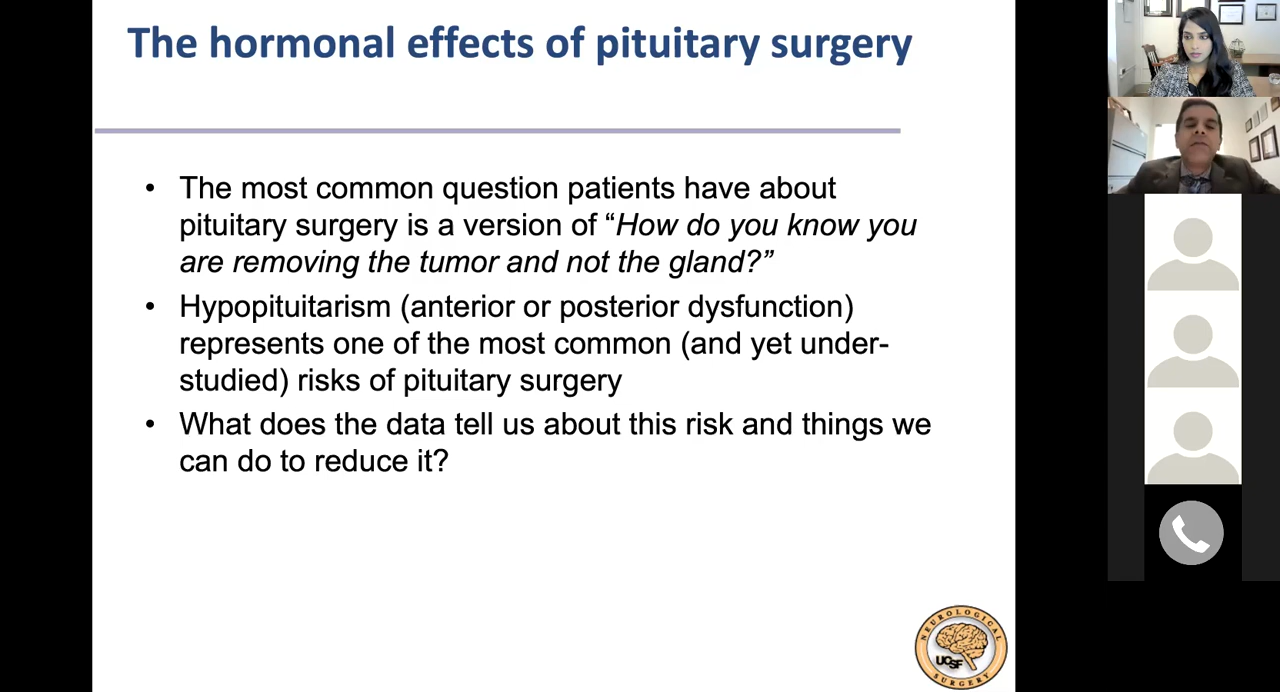 The hormonal effects of pituitary surgery
• The most common question patients have about
pituitary surgery is a version of “How do you know you
are removing the tumor and not the gland?”
• Hypopituitarism (anterior or posterior dysfunction)
represents one of the most common (and yet under-
studied) risks of pituitary surgery
• What does the data tell us about this risk and things we
can do to reduce it?
NEUROLOGICAL
UCSF
SURGERY